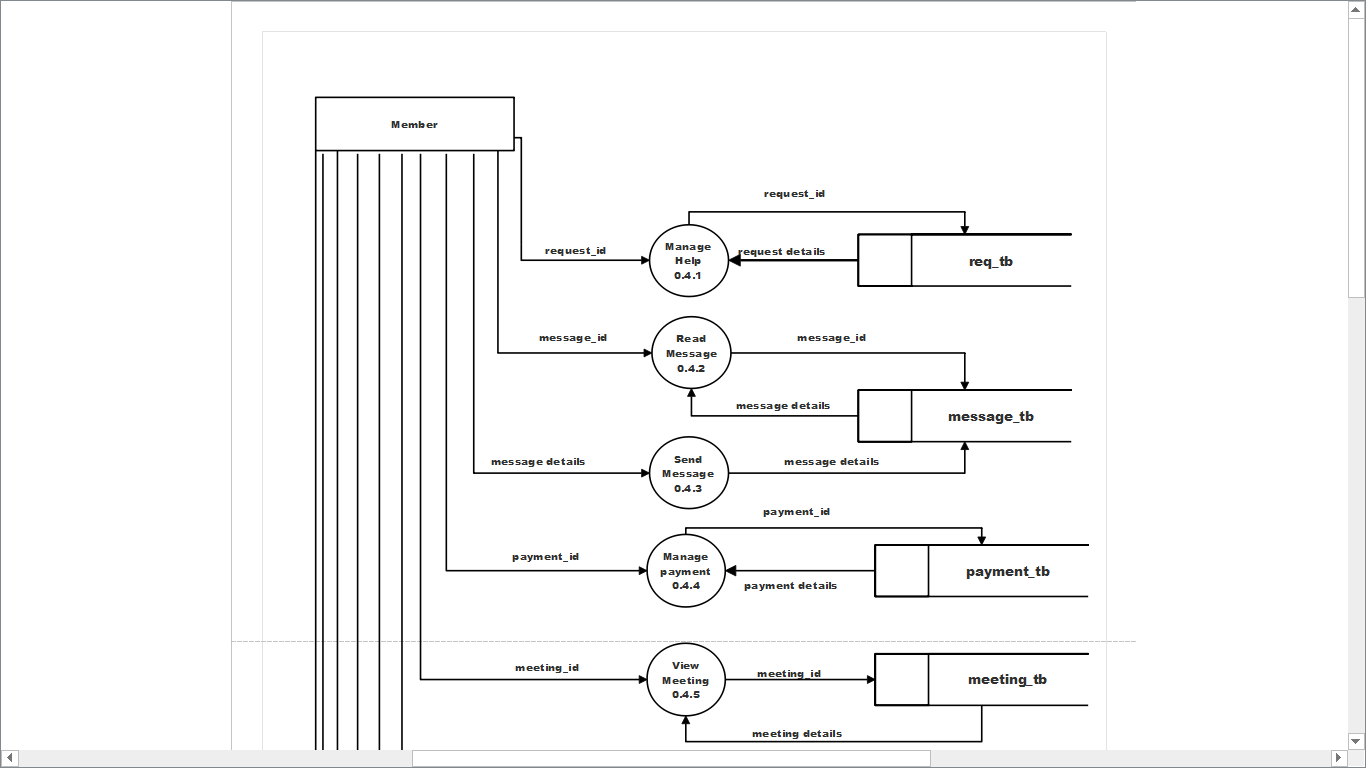 Member
request_id
request_id
Manage
Help
0.4.1
request details
req_tb
message_id
Read
Message
0.4.2
message_id
message details
message_tb
message details
Send
Message
0.4.3
message details
payment_id
payment_id
Manage
payment
0.4.4
payment details
payment_tb
meeting_id
View
Meeting
0.4.5
meeting_id
meeting_tb
meeting details